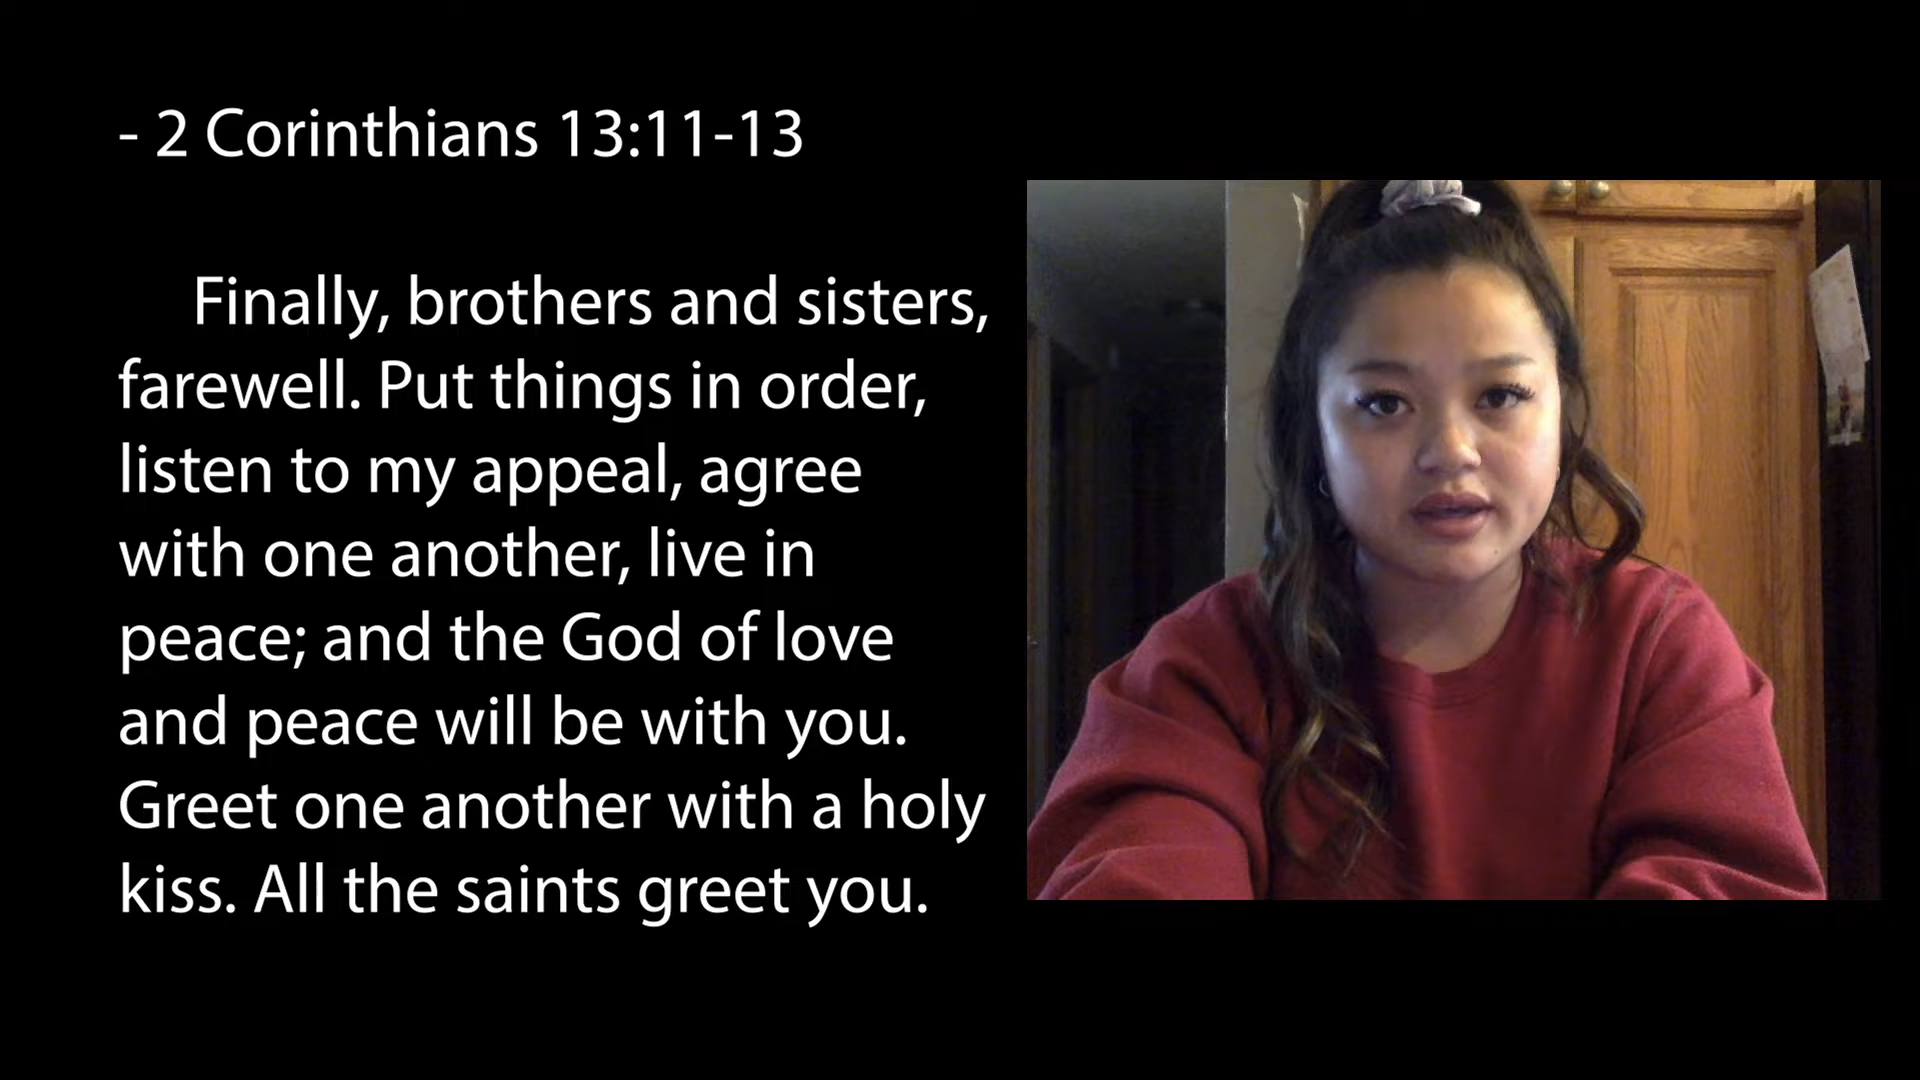 - 2 Corinthians 13:11-13
Finally, brothers and sisters,
farewell. Put things in order,
listen to my appeal, agree
with one another, live in
peace; and the God of love
and peace will be with you.
Greet one another with a holy
kiss. All the saints greet you.